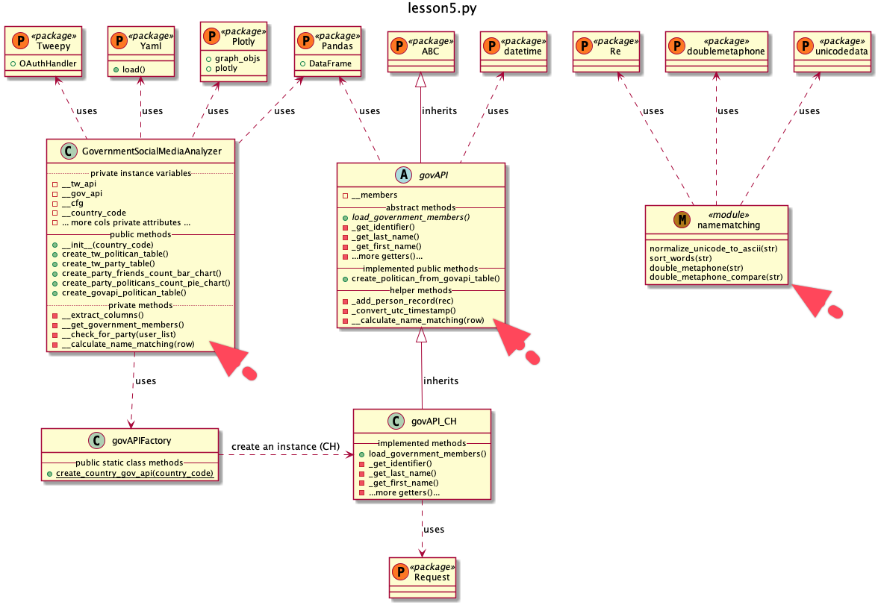 lesson5.py
P «package» Tweepy
OAuthHandler
P «package» Yaml
load()
P «package» Plotly
graph_objs
plotly
P «package» Pandas
DataFrame
P «package» ABC
P «package» datetime
P «package» Re
P «package» doublemetaphone
P «package» unicodedata
uses
uses
uses
uses
uses
inherits
uses
uses
uses
uses
C GovernmentSocialMediaAnalyzer
private instance variables
__tw_api
__gov_api
__cfg
__country_code
... more cols private attributes ...
public methods
__init__(country_code)
create_tw_politican_table()
create_tw_party_table()
create_party_friends_count_bar_chart()
create_party_politicans_count_pie_chart()
create_govapi_politican_table()
private methods
__extract_columns()
__get_government_members()
__check_for_party(user_list)
__calculate_name_matching(row)
A govAPI
__members
abstract methods
load_government_members()
_get_identifier()
_get_last_name()
_get_first_name()
...more getters()...
implemented public methods
create_politican_from_govapi_table()
helper methods
_add_person_record(rec)
_convert_utc_timestamp()
__calculate_name_matching(row)
M «module» namematching
normalize_unicode_to_ascii(str)
sort_words(str)
double_metaphone(str)
double_metaphone_compare(str)
uses
inherits
C govAPIFactory
public static class methods
create_country_gov_api(country_code)
create an instance (CH)
C govAPI_CH
implemented methods
load_government_members()
_get_identifier()
_get_last_name()
_get_first_name()
...more getters()...
uses
P «package» Request